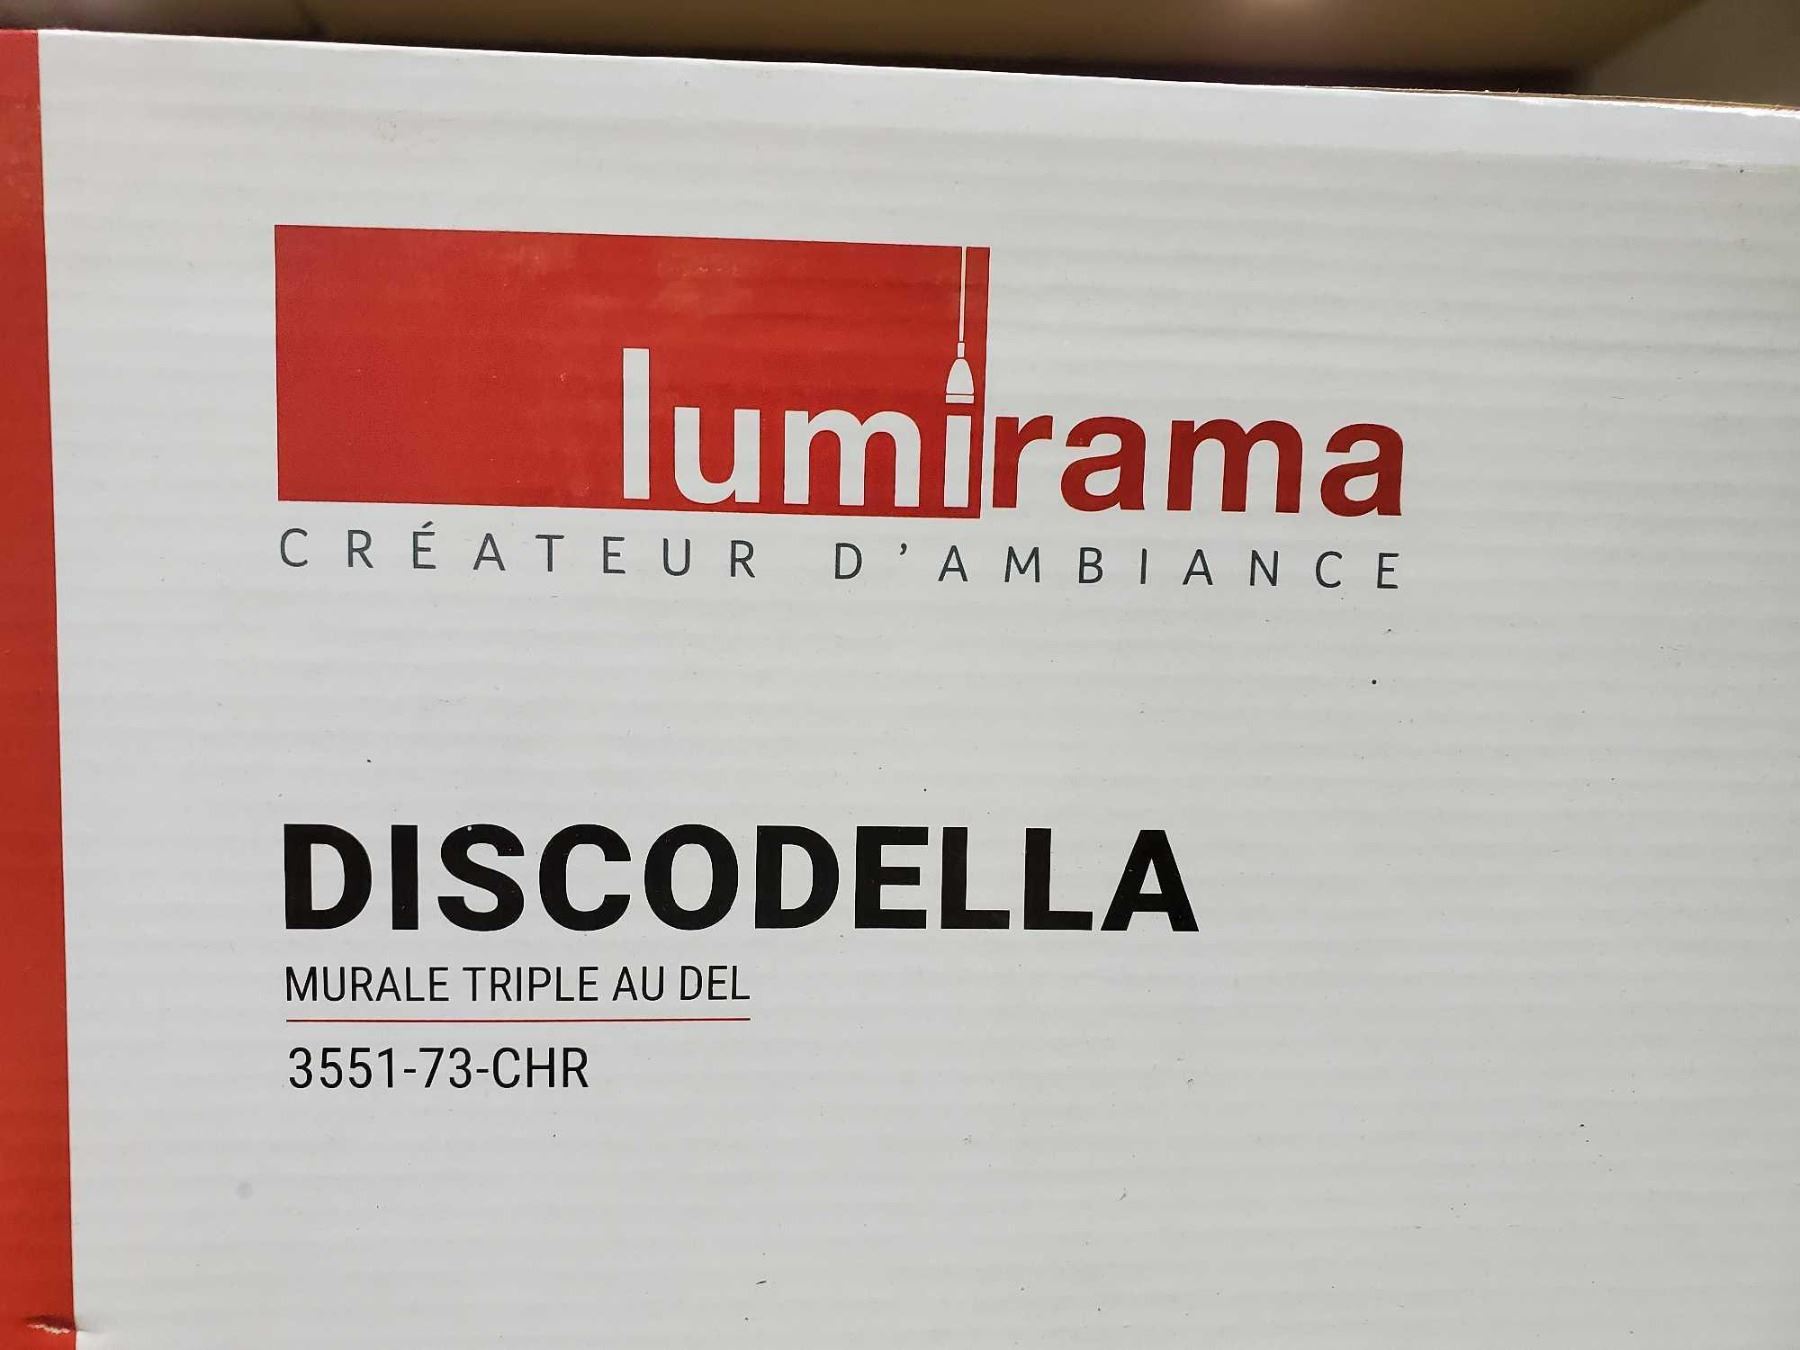 lumirama
CRÉATEUR D'AMBIANCE
DISCODELLA
MURALE TRIPLE AU DEL
3551-73-CHR